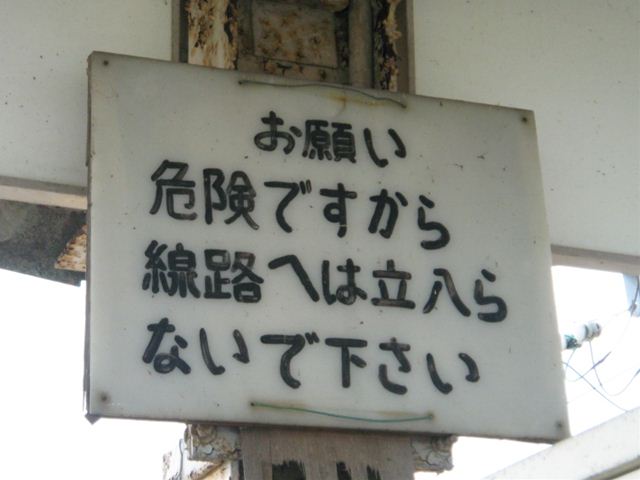 お願い
危険ですから
線路へは立入ら
ないで下さい